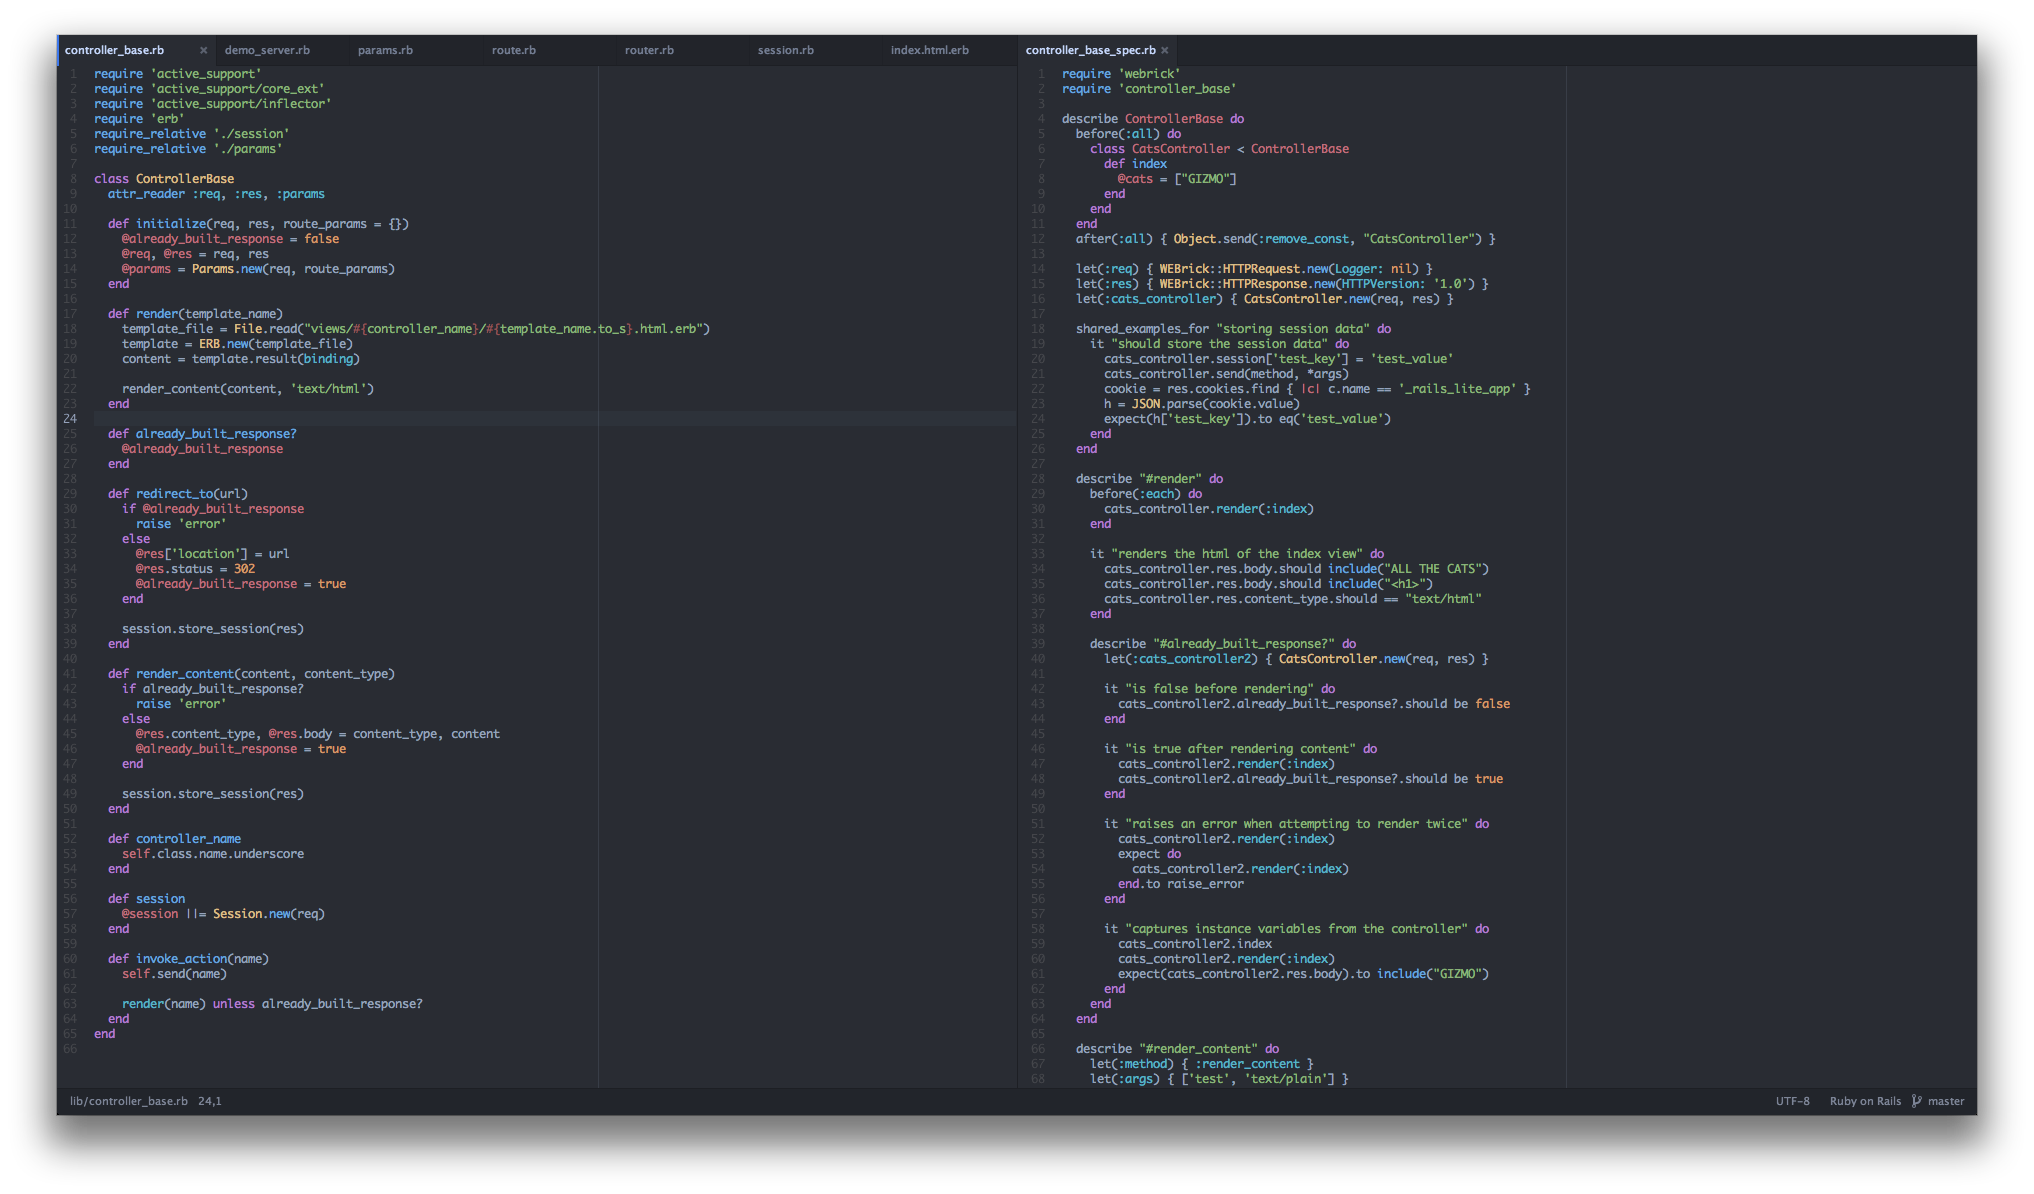 controller_base.rb × demo_server.rb params.rb route.rb router.rb session.rb index.html.erb
1 require 'active_support'
2 require 'active_support/core_ext'
3 require 'active_support/inflector'
4 require 'erb'
5 require_relative './session'
6 require_relative './params'
7
8 class ControllerBase
9   attr_reader :req, :res, :params
10
11   def initialize(req, res, route_params = {})
12     @already_built_response = false
13     @req, @res = req, res
14     @params = Params.new(req, route_params)
15   end
16
17   def render(template_name)
18     template_file = File.read("views/#{controller_name}/#{template_name.to_s}.html.erb")
19     template = ERB.new(template_file)
20     content = template.result(binding)
21
22     render_content(content, 'text/html')
23   end
24
25   def already_built_response?
26     @already_built_response
27   end
28
29   def redirect_to(url)
30     if @already_built_response
31       raise 'error'
32     else
33       @res['location'] = url
34       @res.status = 302
35       @already_built_response = true
36     end
37
38     session.store_session(res)
39   end
40
41   def render_content(content, content_type)
42     if already_built_response?
43       raise 'error'
44     else
45       @res.content_type, @res.body = content_type, content
46       @already_built_response = true
47     end
48
49     session.store_session(res)
50   end
51
52   def controller_name
53     self.class.name.underscore
54   end
55
56   def session
57     @session ||= Session.new(req)
58   end
59
60   def invoke_action(name)
61     self.send(name)
62
63     render(name) unless already_built_response?
64   end
65 end
66
controller_base_spec.rb ×
1 require 'webrick'
2 require 'controller_base'
3
4 describe ControllerBase do
5   before(:all) do
6     class CatsController < ControllerBase
7       def index
8         @cats = ["GIZMO"]
9       end
10     end
11   end
12   after(:all) { Object.send(:remove_const, "CatsController") }
13
14   let(:req) { WEBrick::HTTPRequest.new(Logger: nil) }
15   let(:res) { WEBrick::HTTPResponse.new(HTTPVersion: '1.0') }
16   let(:cats_controller) { CatsController.new(req, res) }
17
18   shared_examples_for "storing session data" do
19     it "should store the session data" do
20       cats_controller.session['test_key'] = 'test_value'
21       cats_controller.send(method, *args)
22       cookie = res.cookies.find { |c| c.name == '_rails_lite_app' }
23       h = JSON.parse(cookie.value)
24       expect(h['test_key']).to eq('test_value')
25     end
26   end
27
28   describe "#render" do
29     before(:each) do
30       cats_controller.render(:index)
31     end
32
33     it "renders the html of the index view" do
34       cats_controller.res.body.should include("ALL THE CATS")
35       cats_controller.res.body.should include("<h1>")
36       cats_controller.res.content_type.should == "text/html"
37     end
38
39     describe "#already_built_response?" do
40       let(:cats_controller2) { CatsController.new(req, res) }
41
42       it "is false before rendering" do
43         cats_controller2.already_built_response?.should be false
44       end
45
46       it "is true after rendering content" do
47         cats_controller2.render(:index)
48         cats_controller2.already_built_response?.should be true
49       end
50
51       it "raises an error when attempting to render twice" do
52         cats_controller2.render(:index)
53         expect do
54           cats_controller2.render(:index)
55         end.to raise_error
56       end
57
58       it "captures instance variables from the controller" do
59         cats_controller2.index
60         cats_controller2.render(:index)
61         expect(cats_controller2.res.body).to include("GIZMO")
62       end
63     end
64   end
65
66   describe "#render_content" do
67     let(:method) { :render_content }
68     let(:args) { ['test', 'text/plain'] }
lib/controller_base.rb 24,1 UTF-8 Ruby on Rails master